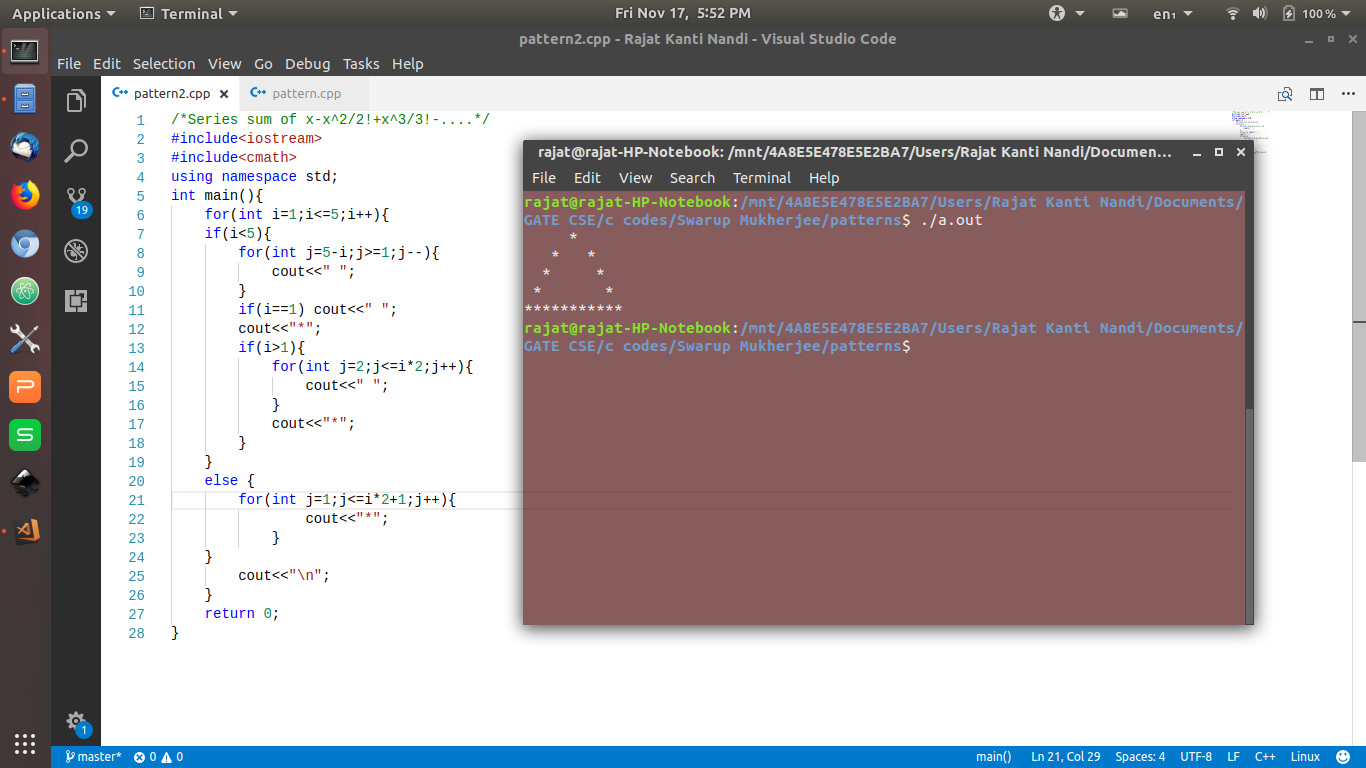 Applications Terminal Fri Nov 17, 5:52 PM en₁ 100%
pattern2.cpp - Rajat Kanti Nandi - Visual Studio Code
File Edit Selection View Go Debug Tasks Help
pattern2.cpp pattern.cpp
1 /*Series sum of x-x^2/2!+x^3/3!-....*/
2 #include<iostream>
3 #include<cmath>
4 using namespace std;
5 int main(){
6 for(int i=1;i<=5;i++){
7 if(i<5){
8 for(int j=5-i;j>=1;j--){
9 cout<<" ";
10 }
11 if(i==1) cout<<" ";
12 cout<<"*";
13 if(i>1){
14 for(int j=2;j<=i*2;j++){
15 cout<<" ";
16 }
17 cout<<"*";
18 }
19 }
20 else {
21 for(int j=1;j<=i*2+1;j++){
22 cout<<"*";
23 }
24 }
25 cout<<"\n";
26 }
27 return 0;
28 }
rajat@rajat-HP-Notebook: /mnt/4A8E5E478E5E2BA7/Users/Rajat Kanti Nandi/Documen...
File Edit View Search Terminal Help
rajat@rajat-HP-Notebook:/mnt/4A8E5E478E5E2BA7/Users/Rajat Kanti Nandi/Documents/
GATE CSE/c codes/Swarup Mukherjee/patterns$ ./a.out
     *
   *   *
  *     *
 *       *
***********
rajat@rajat-HP-Notebook:/mnt/4A8E5E478E5E2BA7/Users/Rajat Kanti Nandi/Documents/
GATE CSE/c codes/Swarup Mukherjee/patterns$
19
1
master* 0 0 main() Ln 21, Col 29 Spaces: 4 UTF-8 LF C++ Linux